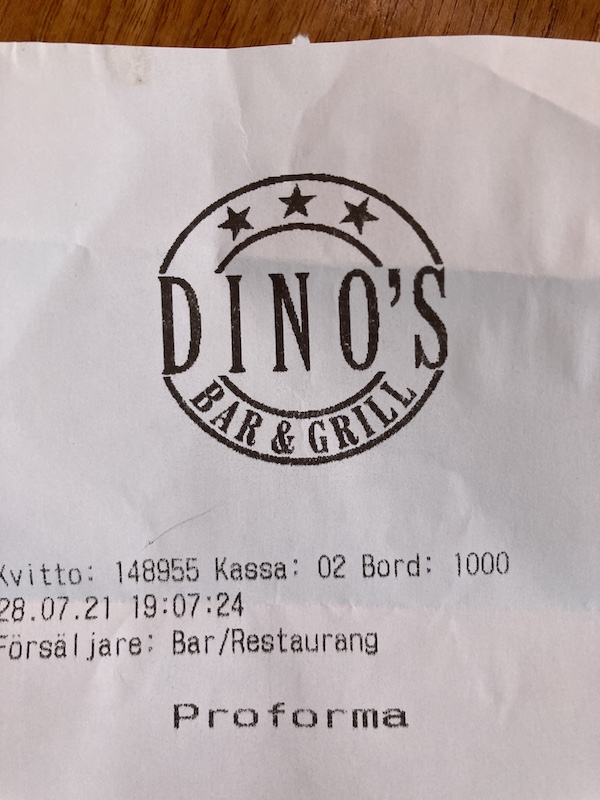 DINO'S
BAR & GRILL
Kvitto: 148955 Kassa: 02 Bord: 1000
28.07.21 19:07:24
Försäljare: Bar/Restaurang
Proforma